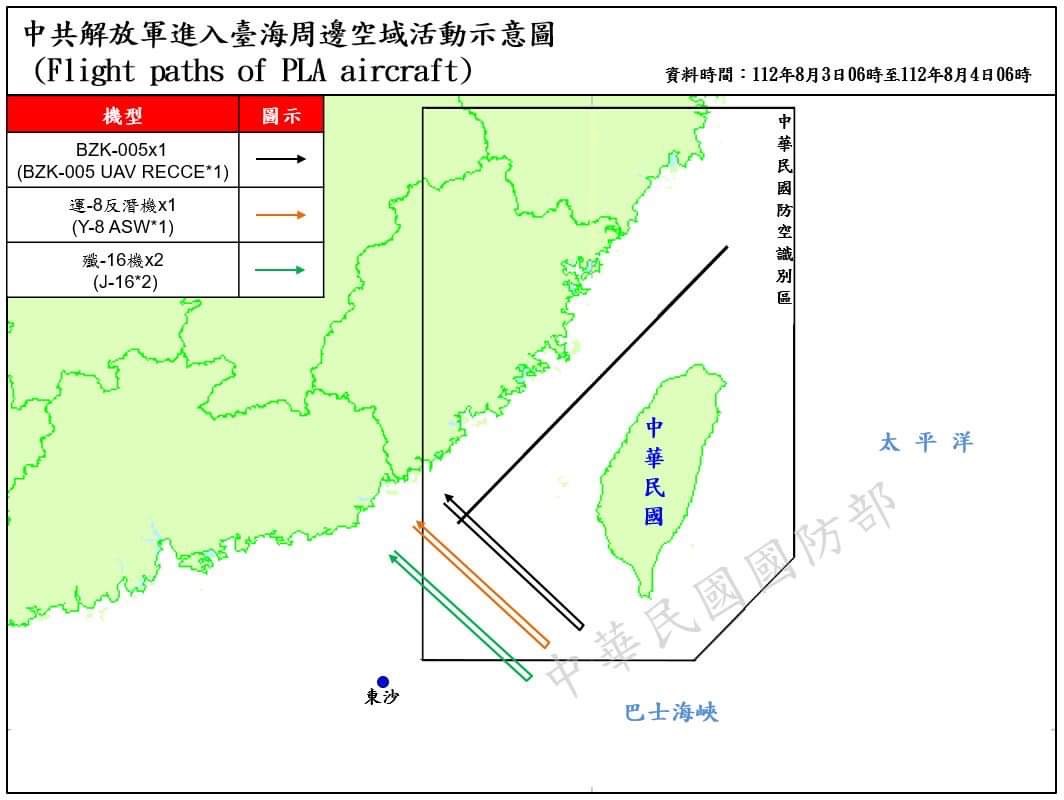 中共解放軍進入臺海周邊空域活動示意圖
(Flight paths of PLA aircraft)
資料時間：112年8月3日06時至112年8月4日06時
機型
圖示
BZK-005x1
(BZK-005 UAV RECCE*1)
運-8反潛機x1
(Y-8 ASW*1)
殲-16機x2
(J-16*2)
中華民國防空識別區
中華民國
太平洋
中華民國國防部
東沙
巴士海峽